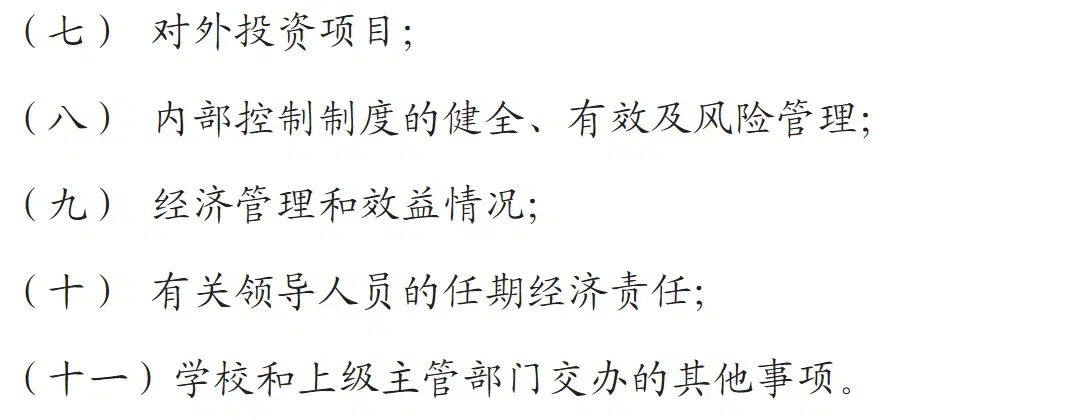 （七） 对外投资项目；
（八） 内部控制制度的健全、有效及风险管理；
（九） 经济管理和效益情况；
（十） 有关领导人员的任期经济责任；
（十一）学校和上级主管部门交办的其他事项。